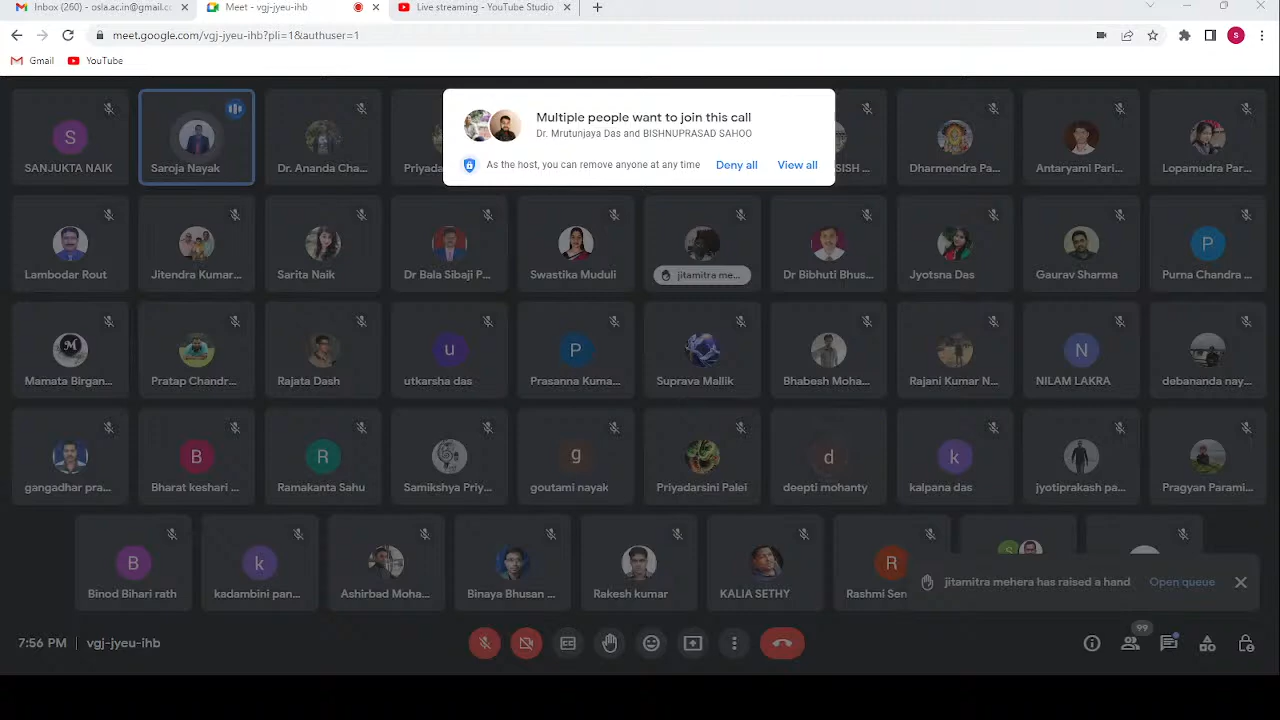 Inbox (260) - osla.ac.in@gmail.c
Meet - vgj-jyeu-ihb
Live streaming - YouTube Studio
meet.google.com/vgj-jyeu-ihb?pli=1&authuser=1
S
Gmail
YouTube
Multiple people want to join this call
Dr. Mrutunjaya Das and BISHNUPRASAD SAHOO
As the host, you can remove anyone at any time
Deny all
View all
S
SANJUKTA NAIK
Saroja Nayak
Dr. Ananda Cha...
Priyada
SISH
Dharmendra Pa...
Antaryami Pari...
Lopamudra Par...
P
Lambodar Rout
Jitendra Kumar...
Sarita Naik
Dr Bala Sibaji P...
Swastika Muduli
jitamitra me...
Dr Bibhuti Bhus...
Jyotsna Das
Gaurav Sharma
Purna Chandra ...
M
u
P
N
Mamata Birgan...
Pratap Chandr...
Rajata Dash
utkarsha das
Prasanna Kuma...
Suprava Mallik
Bhabesh Moha...
Rajani Kumar N...
NILAM LAKRA
debananda nay...
B
R
g
d
k
gangadhar pra...
Bharat keshari ...
Ramakanta Sahu
Samikshya Priy...
goutami nayak
Priyadarsini Palei
deepti mohanty
kalpana das
jyotiprakash pa...
Pragyan Parami...
B
k
R
S
Binod Bihari rath
kadambini pan...
Ashirbad Moha...
Binaya Bhusan ...
Rakesh kumar
KALIA SETHY
Rashmi Sen
jitamitra mehera has raised a hand
Open queue
7:56 PM
vgj-jyeu-ihb
99